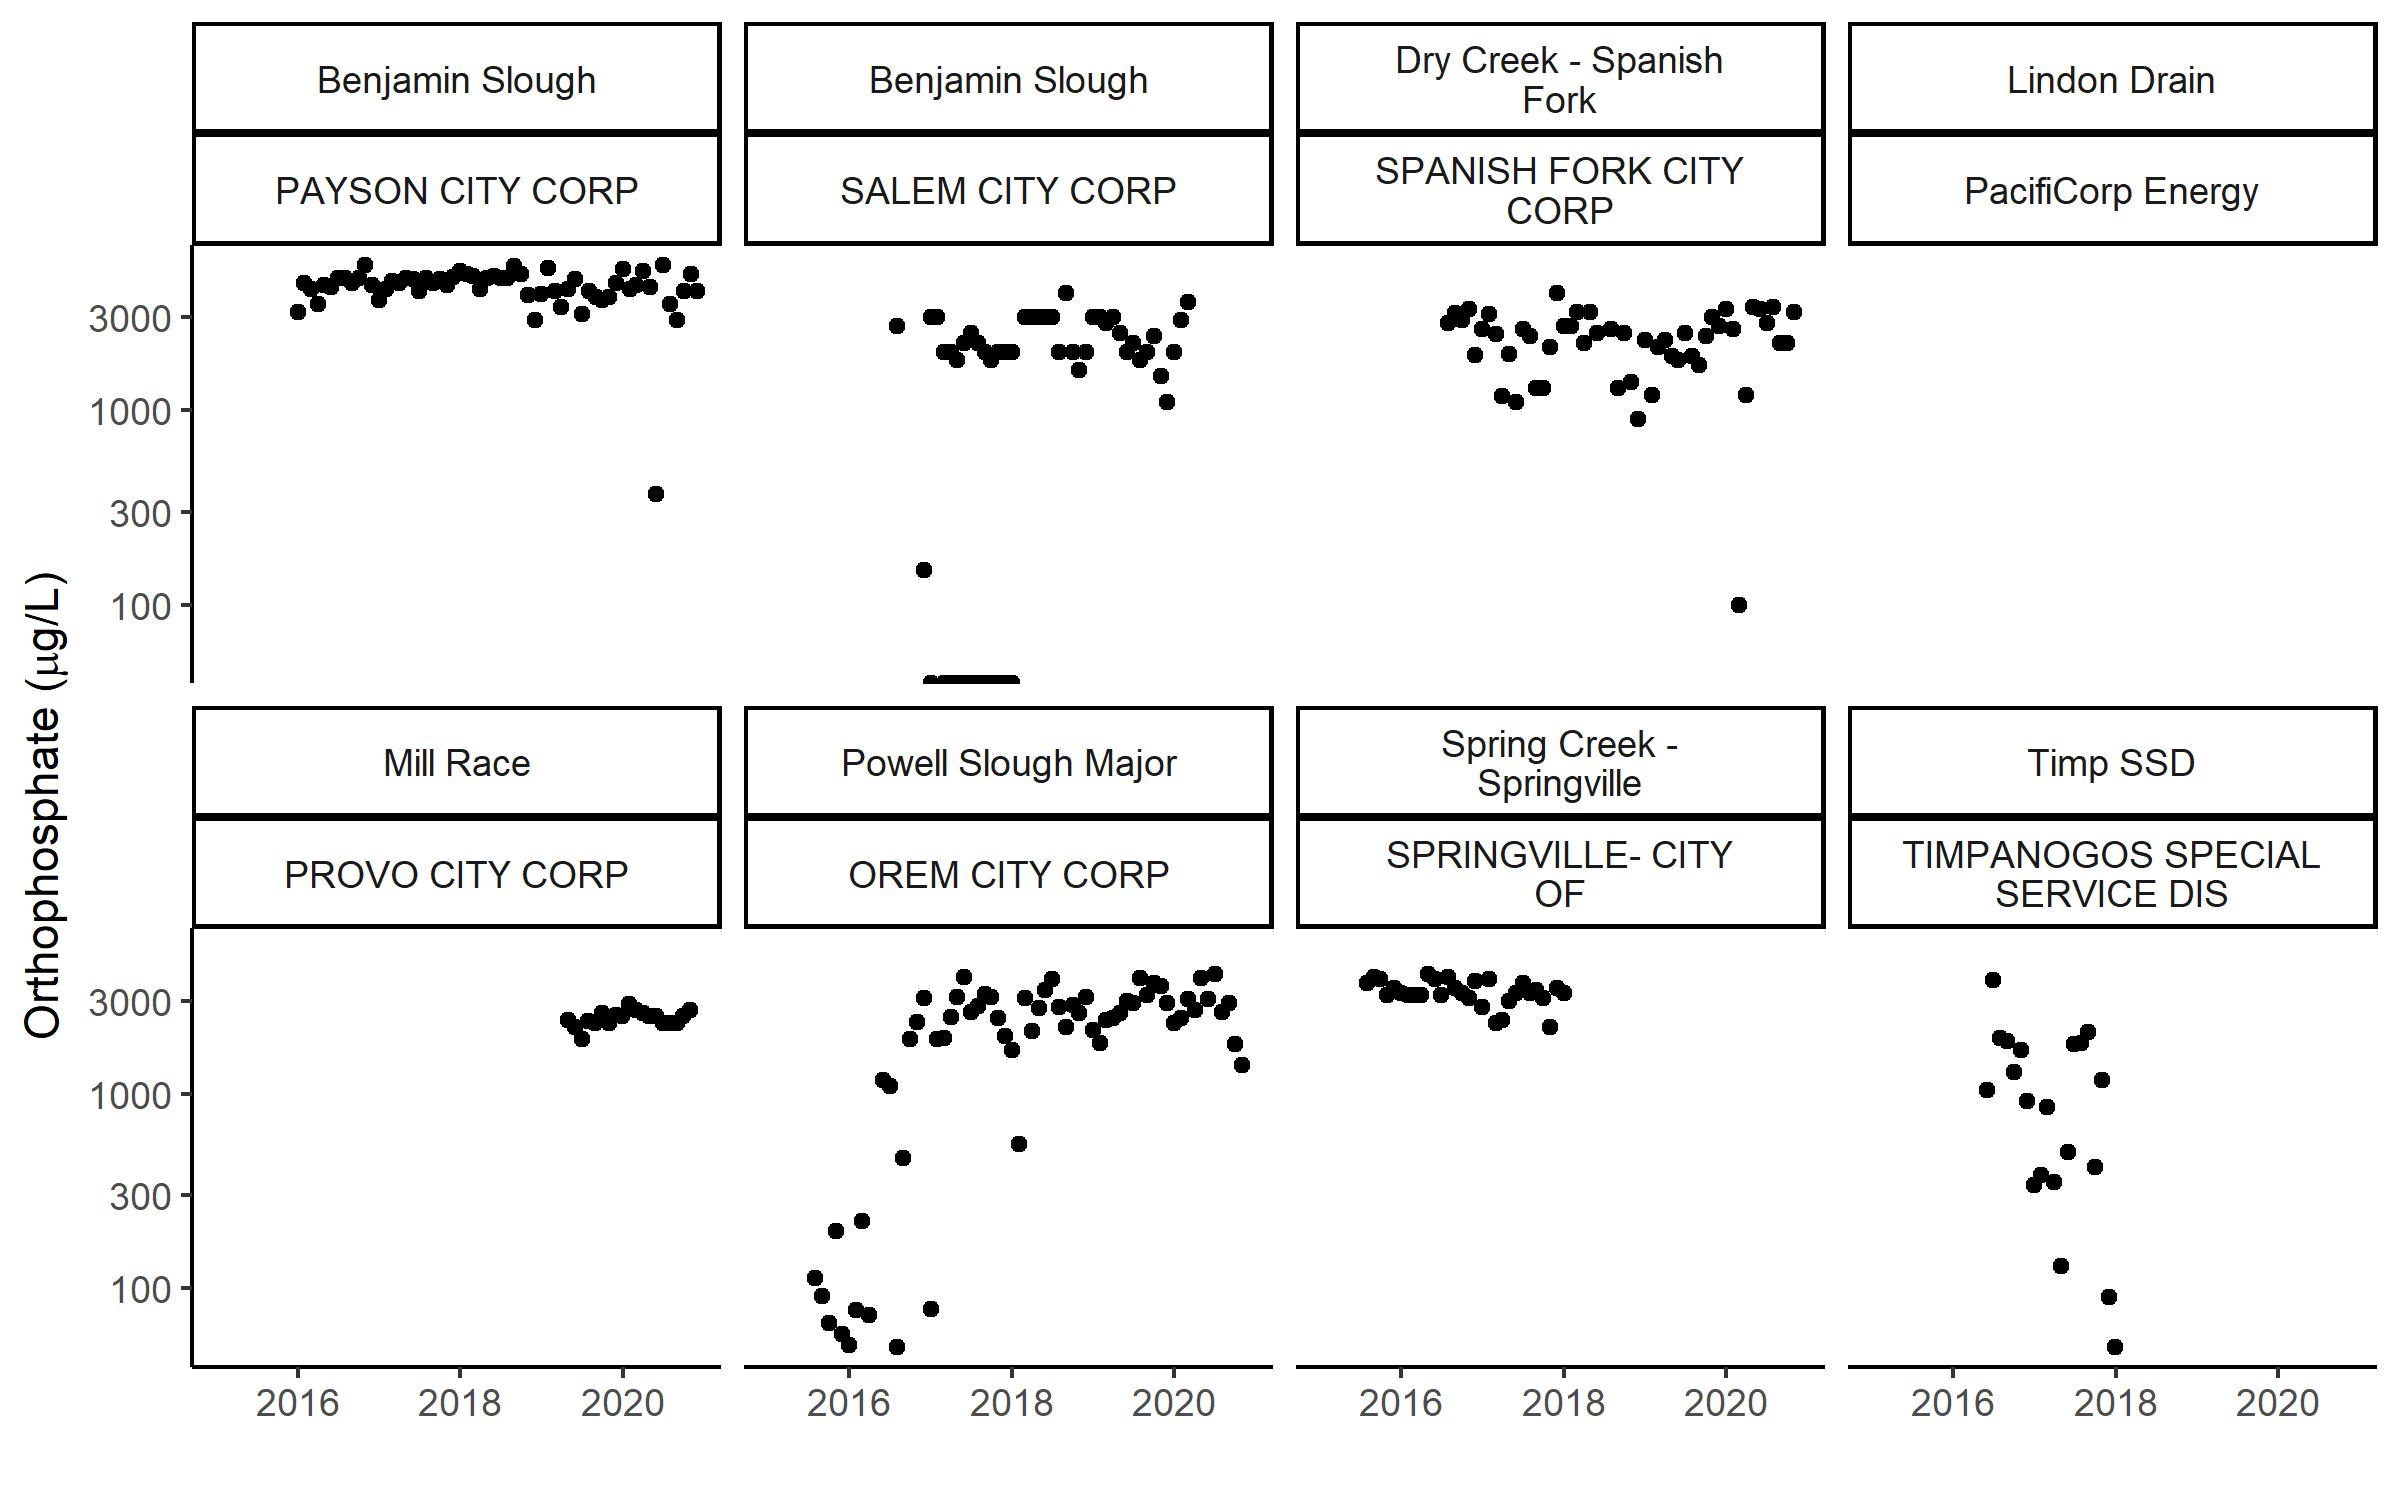 Benjamin Slough
PAYSON CITY CORP
Benjamin Slough
SALEM CITY CORP
Dry Creek - Spanish
Fork
SPANISH FORK CITY
CORP
Lindon Drain
PacifiCorp Energy
3000
1000
300
100
Orthophosphate (µg/L)
Mill Race
PROVO CITY CORP
Powell Slough Major
OREM CITY CORP
Spring Creek -
Springville
SPRINGVILLE- CITY
OF
Timp SSD
TIMPANOGOS SPECIAL
SERVICE DIS
3000
1000
300
100
2016 2018 2020
2016 2018 2020
2016 2018 2020
2016 2018 2020